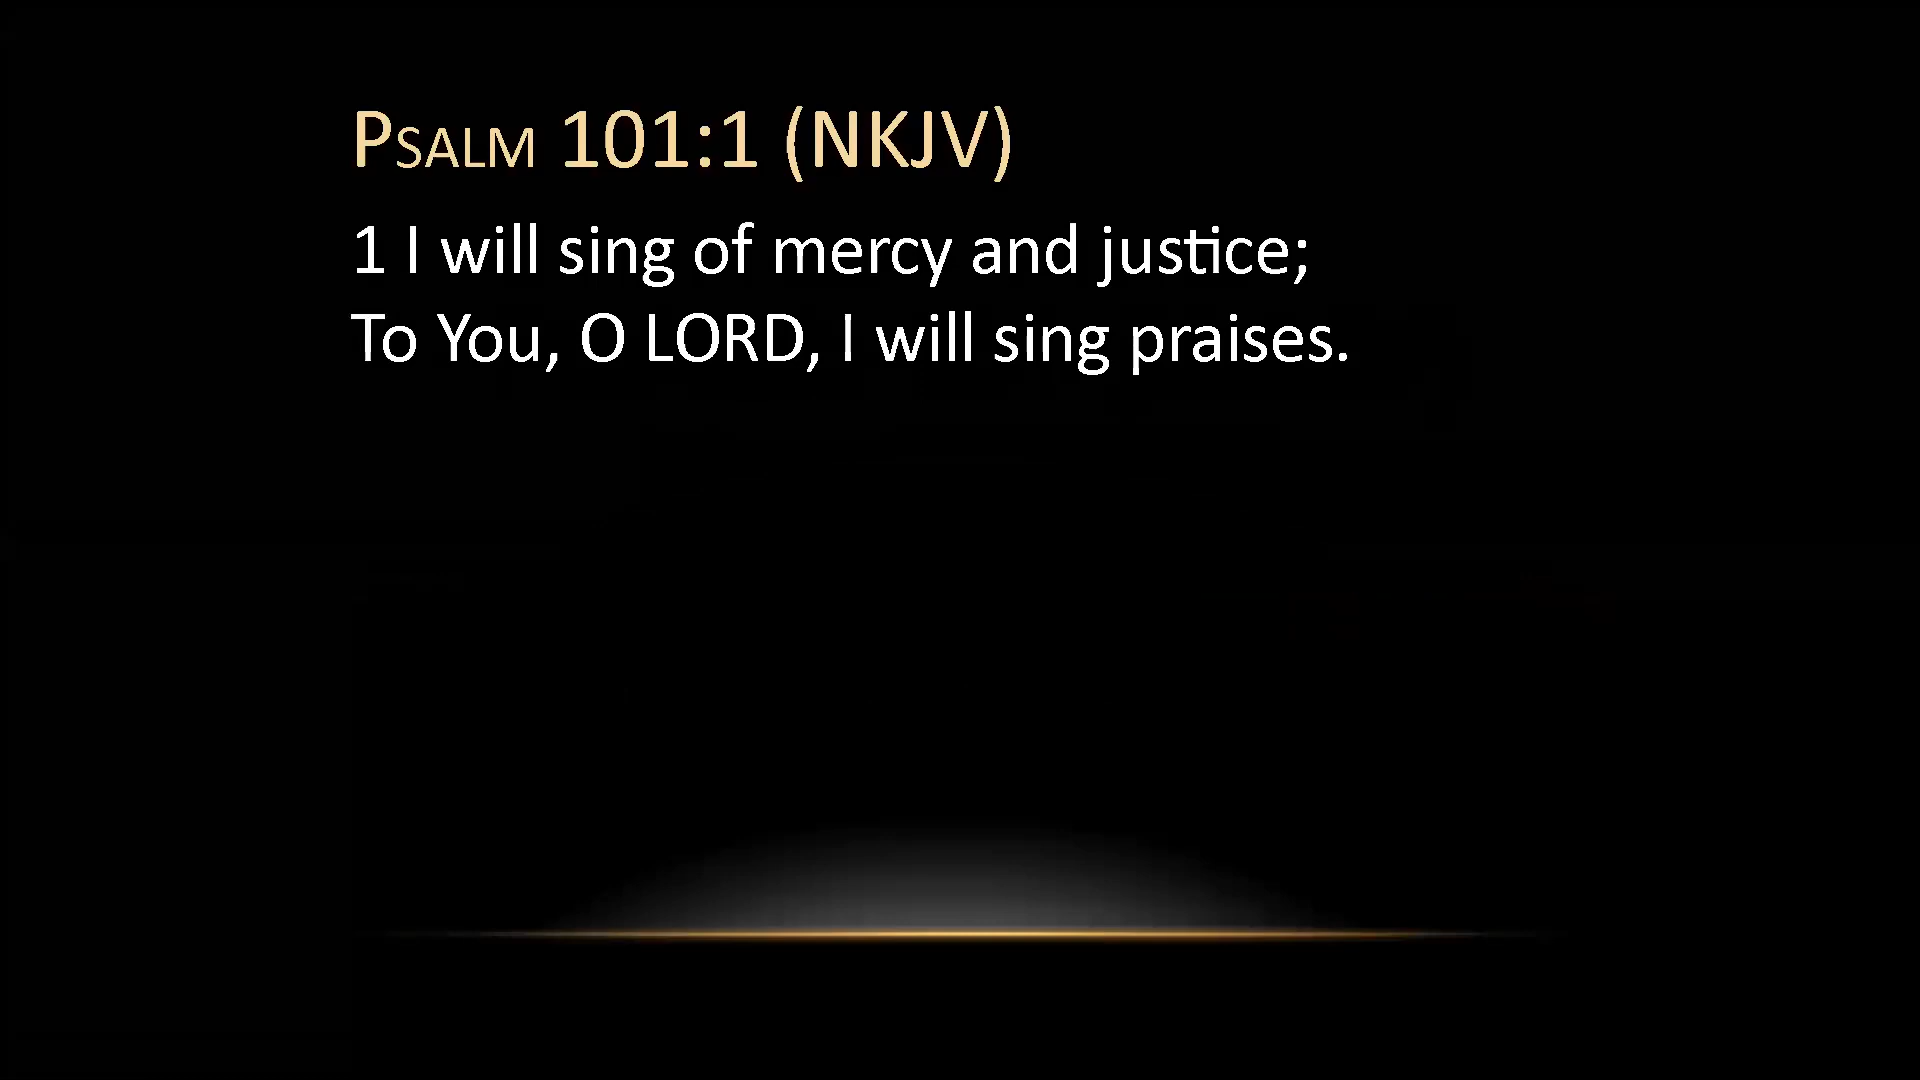 Psalm 101:1 (NKJV)
1 I will sing of mercy and justice;
To You, O LORD, I will sing praises.